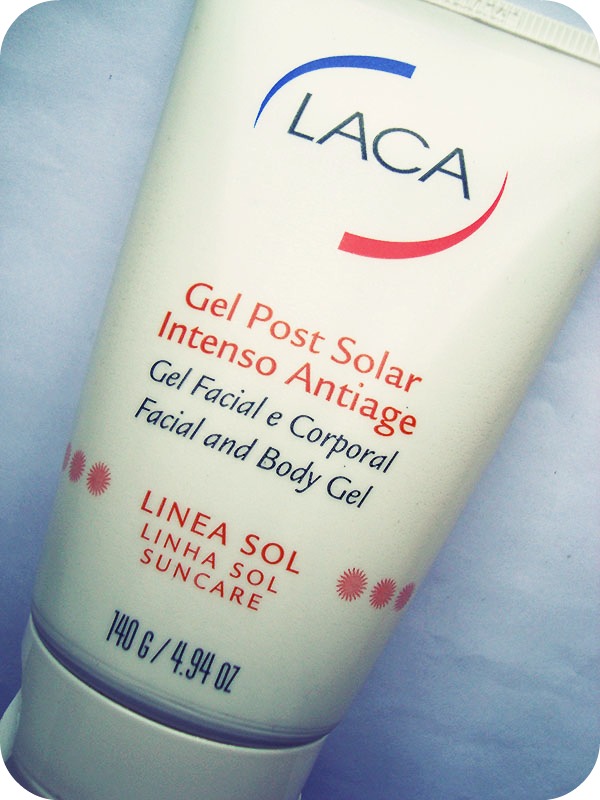 LACA
Gel Post Solar
Intenso Antiage
Gel Facial e Corporal
Facial and Body Gel
LINEA SOL
LINHA SOL
SUNCARE
140 G / 4.94 OZ